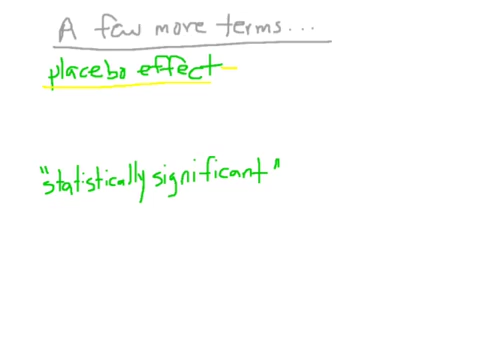 A few more terms...
placebo effect
"statistically significant"